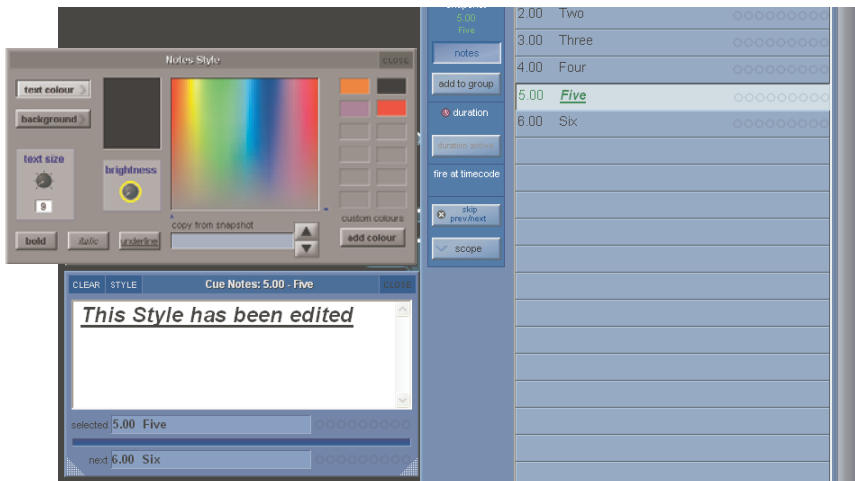 snapshot
5.00
Five
notes
add to group
duration
duration active
fire at timecode
skip
prev/next
scope
2.00 Two
3.00 Three
4.00 Four
5.00 Five
6.00 Six
Notes Style
CLOSE
text colour
background
text size
9
brightness
bold
italic
underline
copy from snapshot
custom colours
add colour
CLEAR STYLE Cue Notes: 5.00 - Five CLOSE
This Style has been edited
selected 5.00 Five
next 6.00 Six